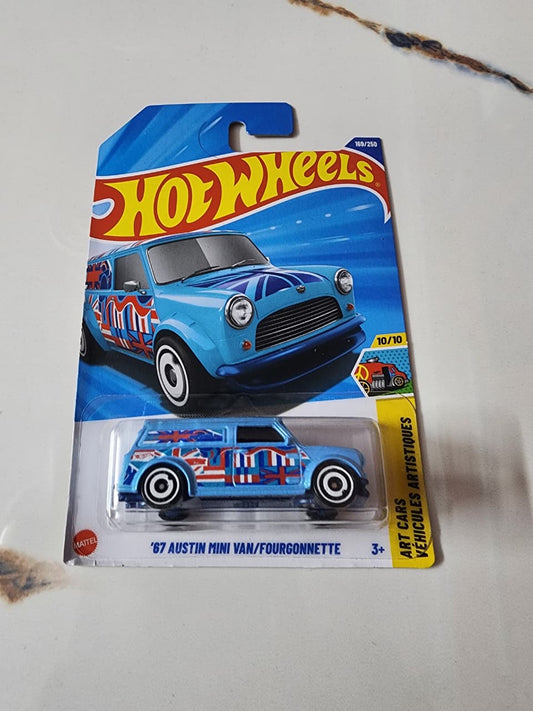 169/250
HOT WHEELS
®
10/10
ART CARS
VÉHICULES ARTISTIQUES
MATTEL
'67 AUSTIN MINI VAN/FOURGONNETTE
3+